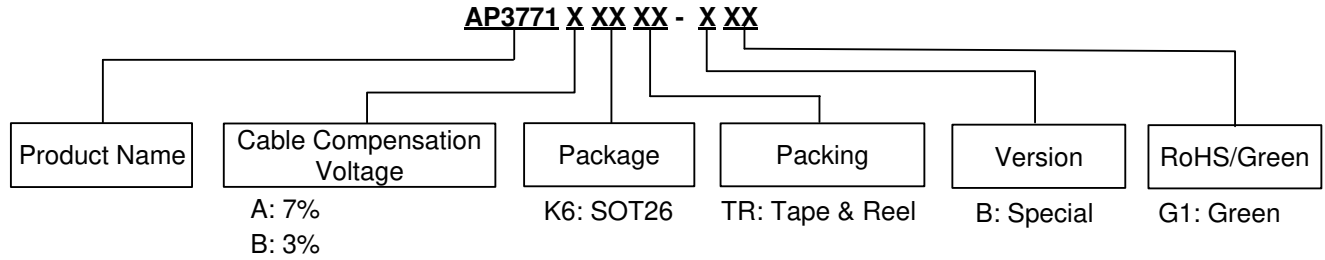 AP3771 X XX XX - X XX
Product Name
Cable Compensation
Voltage
Package
Packing
Version
RoHS/Green
A: 7%
B: 3%
K6: SOT26
TR: Tape & Reel
B: Special
G1: Green